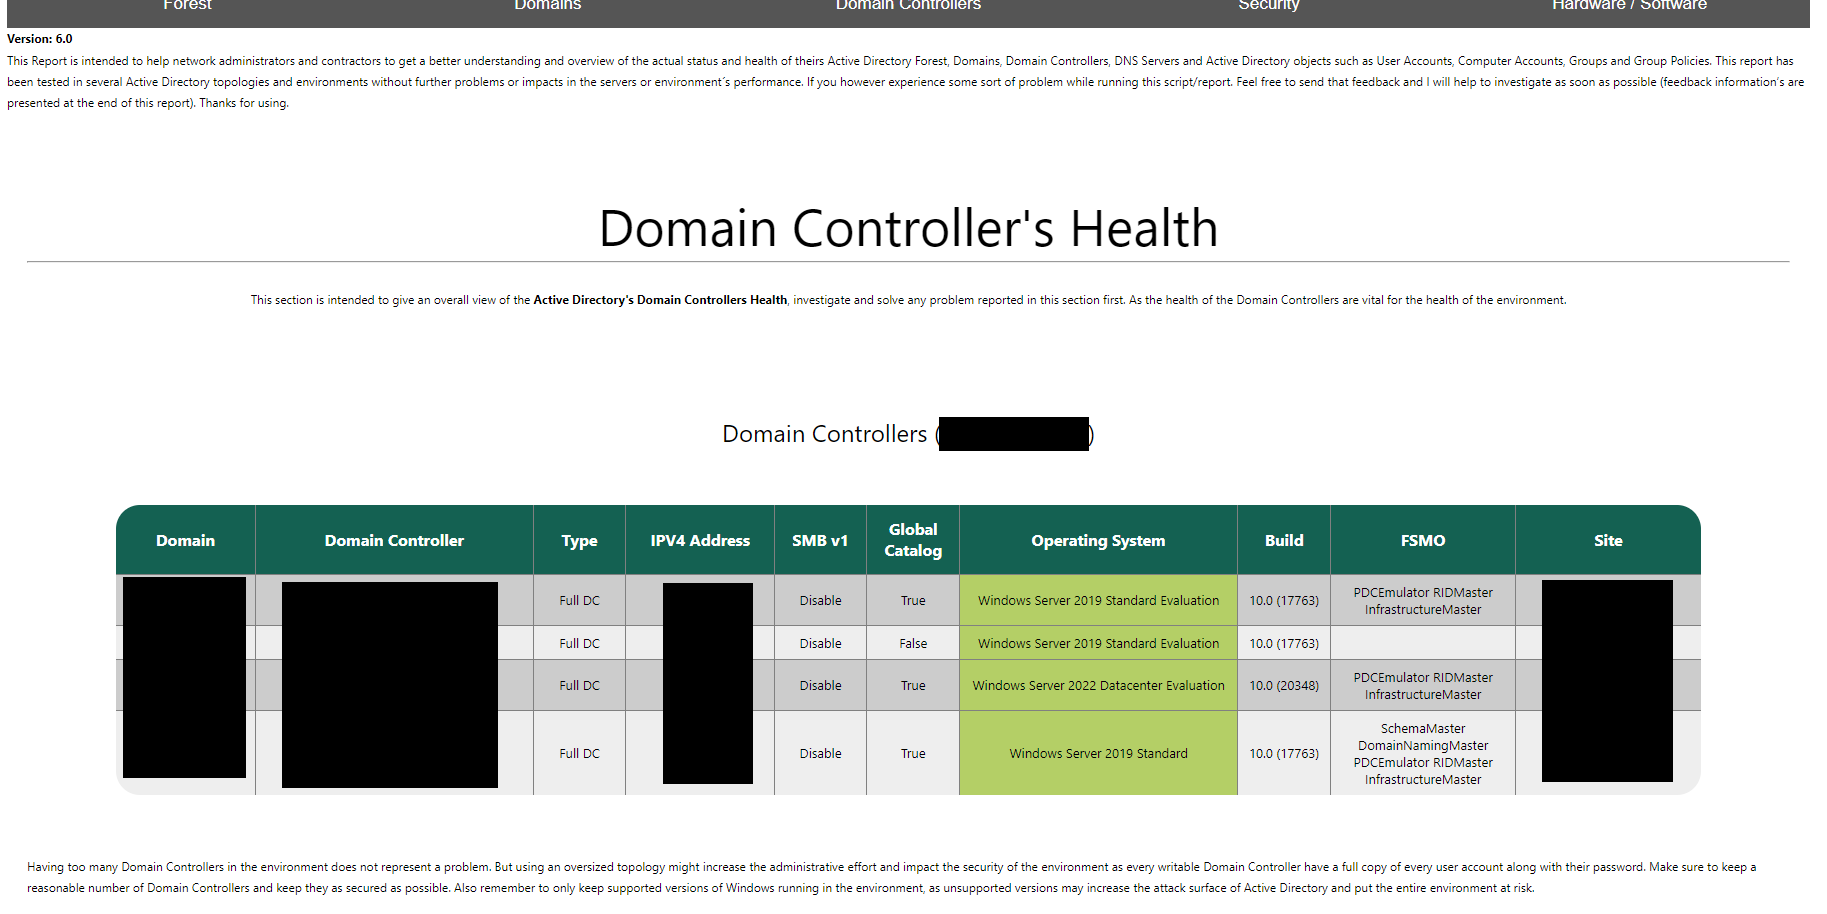 Forest Domains Domain Controllers Security Hardware / Software
Version: 6.0
This Report is intended to help network administrators and contractors to get a better understanding and overview of the actual status and health of theirs Active Directory Forest, Domains, Domain Controllers, DNS Servers and Active Directory objects such as User Accounts, Computer Accounts, Groups and Group Policies. This report has
been tested in several Active Directory topologies and environments without further problems or impacts in the servers or environment´s performance. If you however experience some sort of problem while running this script/report. Feel free to send that feedback and I will help to investigate as soon as possible (feedback information's are
presented at the end of this report). Thanks for using.
Domain Controller's Health
This section is intended to give an overall view of the Active Directory's Domain Controllers Health, investigate and solve any problem reported in this section first. As the health of the Domain Controllers are vital for the health of the environment.
Domain Controllers ( )
Domain Domain Controller Type IPV4 Address SMB v1 Global Catalog Operating System Build FSMO Site
Full DC Disable True Windows Server 2019 Standard Evaluation 10.0 (17763) PDCEmulator RIDMaster
InfrastructureMaster
Full DC Disable False Windows Server 2019 Standard Evaluation 10.0 (17763)
Full DC Disable True Windows Server 2022 Datacenter Evaluation 10.0 (20348) PDCEmulator RIDMaster
InfrastructureMaster
Full DC Disable True Windows Server 2019 Standard 10.0 (17763) SchemaMaster
DomainNamingMaster
PDCEmulator RIDMaster
InfrastructureMaster
Having too many Domain Controllers in the environment does not represent a problem. But using an oversized topology might increase the administrative effort and impact the security of the environment as every writable Domain Controller have a full copy of every user account along with their password. Make sure to keep a
reasonable number of Domain Controllers and keep they as secured as possible. Also remember to only keep supported versions of Windows running in the environment, as unsupported versions may increase the attack surface of Active Directory and put the entire environment at risk.